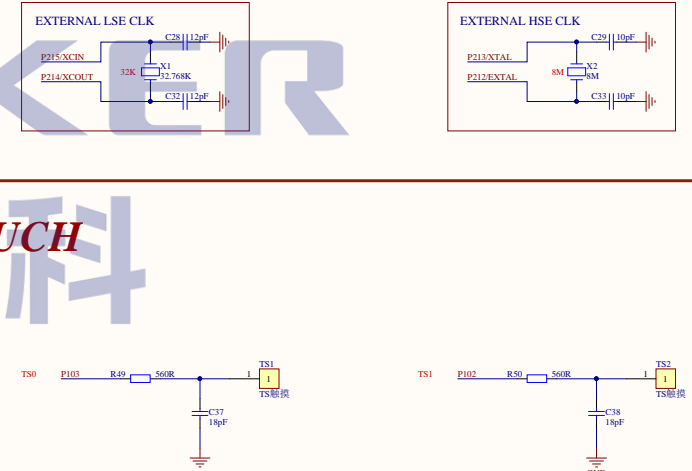 EXTERNAL LSE CLK
C28 12pF
P215/XCIN
32K X1
32.768K
P214/XCOUT
C32 12pF
EXTERNAL HSE CLK
C29 10pF
P213/XTAL
8M X2
8M
P212/EXTAL
C33 10pF
KER
UCH
科
TS0 P103 R49 560R 1 TS1
1
TS触摸
C37
18pF
TS1 P102 R50 560R 1 TS2
1
TS触摸
C38
18pF